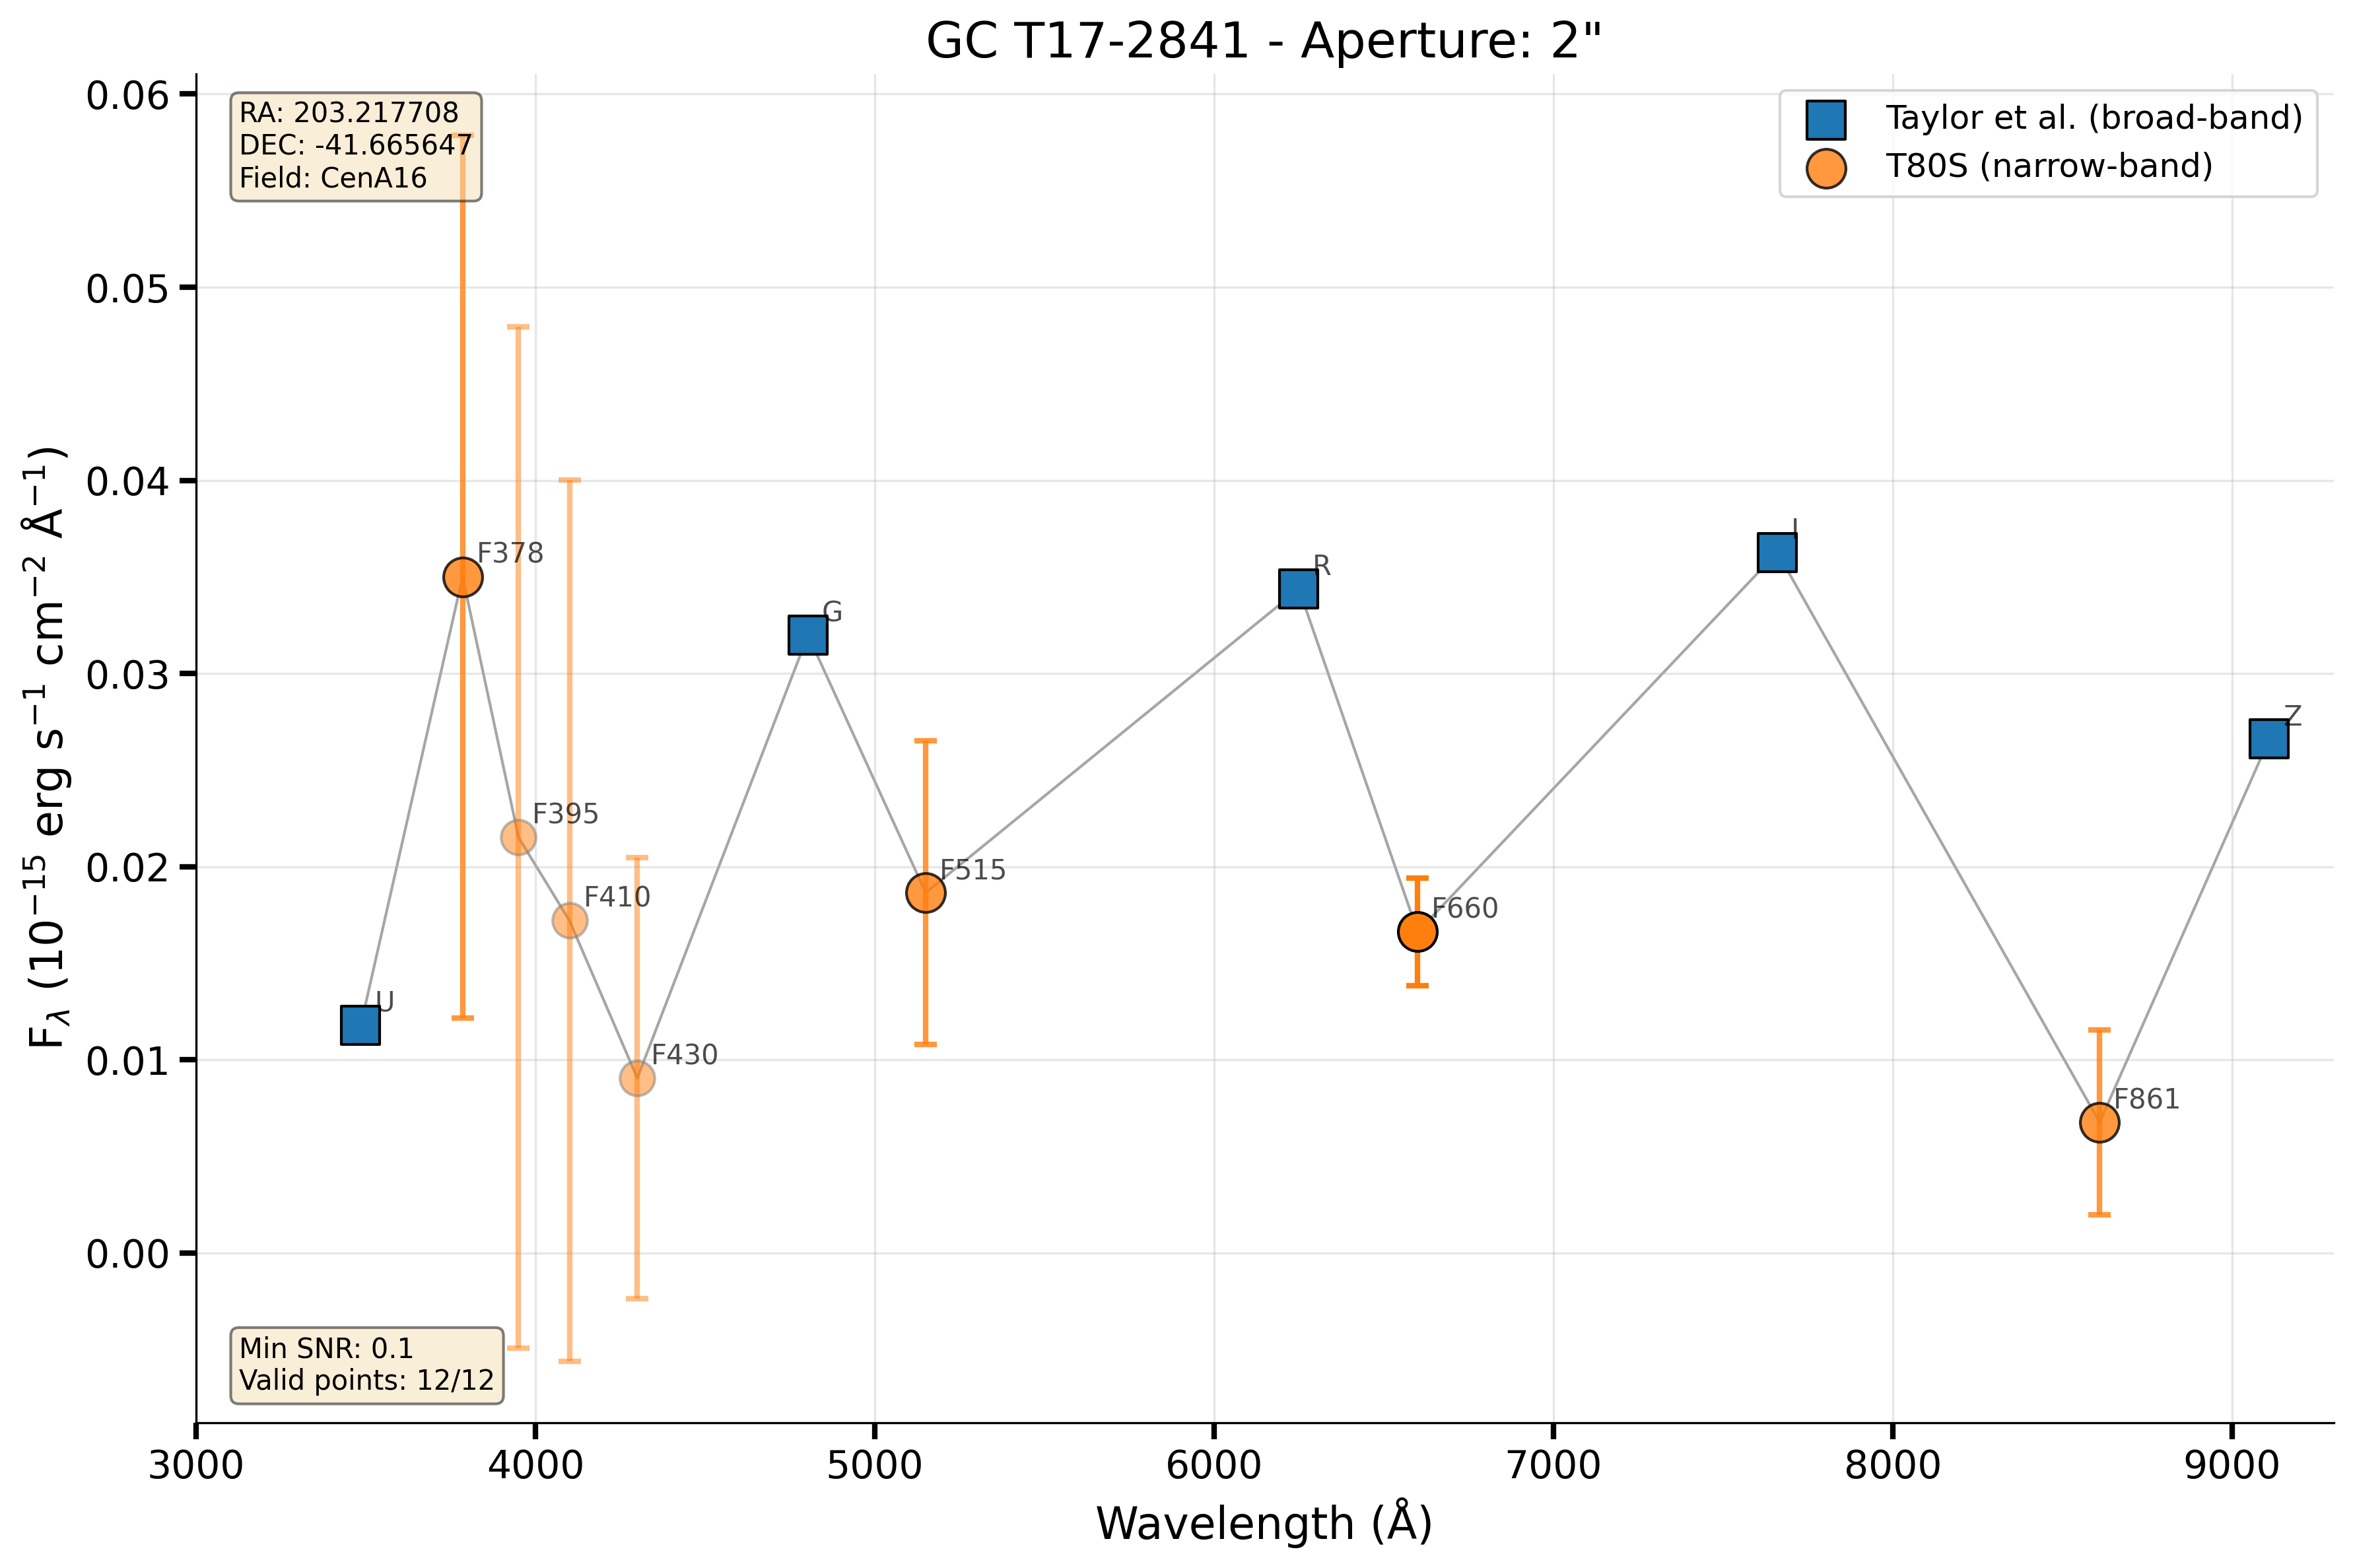 GC T17-2841 - Aperture: 2"
RA: 203.217708
DEC: -41.665647
Field: CenA16
Taylor et al. (broad-band)
T80S (narrow-band)
0.06
0.05
0.04
0.03
0.02
0.01
0.00
F_λ (10⁻¹⁵ erg s⁻¹ cm⁻² Å⁻¹)
U
F378
F395
F410
F430
G
F515
R
F660
I
F861
Z
Min SNR: 0.1
Valid points: 12/12
3000 4000 5000 6000 7000 8000 9000
Wavelength (Å)